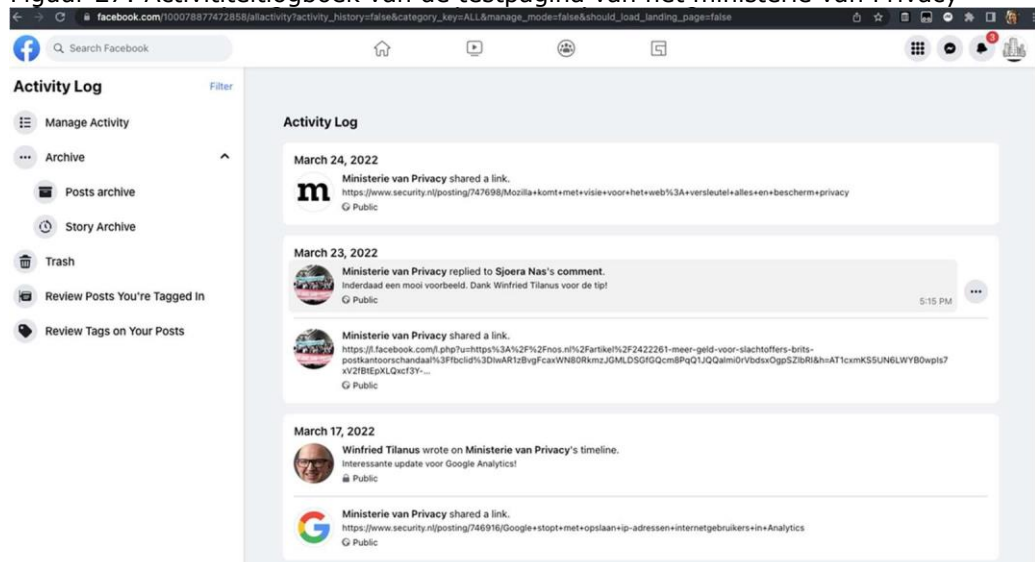 Figuur 27: Activititeitlogboek van de testpagina van het ministerie van Privacy
facebook.com/100078877472858/allactivity?activity_history=false&category_key=ALL&manage_mode=false&should_load_landing_page=false
Search Facebook
3
Activity Log
Filter
Manage Activity
Archive
Posts archive
Story Archive
Trash
Review Posts You're Tagged In
Review Tags on Your Posts
Activity Log
March 24, 2022
m
Ministerie van Privacy shared a link.
https://www.security.nl/posting/747698/Mozilla+komt+met+visie+voor+het+web%3A+versleutel+alles+en+bescherm+privacy
Public
March 23, 2022
Ministerie van Privacy replied to Sjoera Nas's comment.
Inderdaad een mooi voorbeeld. Dank Winfried Tilanus voor de tip!
Public
5:15 PM
Ministerie van Privacy shared a link.
https://l.facebook.com/l.php?u=https%3A%2F%2Fnos.nl%2Fartikel%2F2422261-meer-geld-voor-slachtoffers-brits-
postkantoorschandaal%3Ffbclid%3DIwAR1zBvgFcaxWN80RkmzJGMLDSGfGQcm8PqQ1JQQalmi0rVbdsxOgpSZlbRI&h=AT1cxmKS5UN6LWYB0wpIs7
xV2fBtEpXLQxcf3Y-...
Public
March 17, 2022
Winfried Tilanus wrote on Ministerie van Privacy's timeline.
Interessante update voor Google Analytics!
Public
Ministerie van Privacy shared a link.
https://www.security.nl/posting/746916/Google+stopt+met+opslaan+ip-adressen+internetgebruikers+in+Analytics
Public